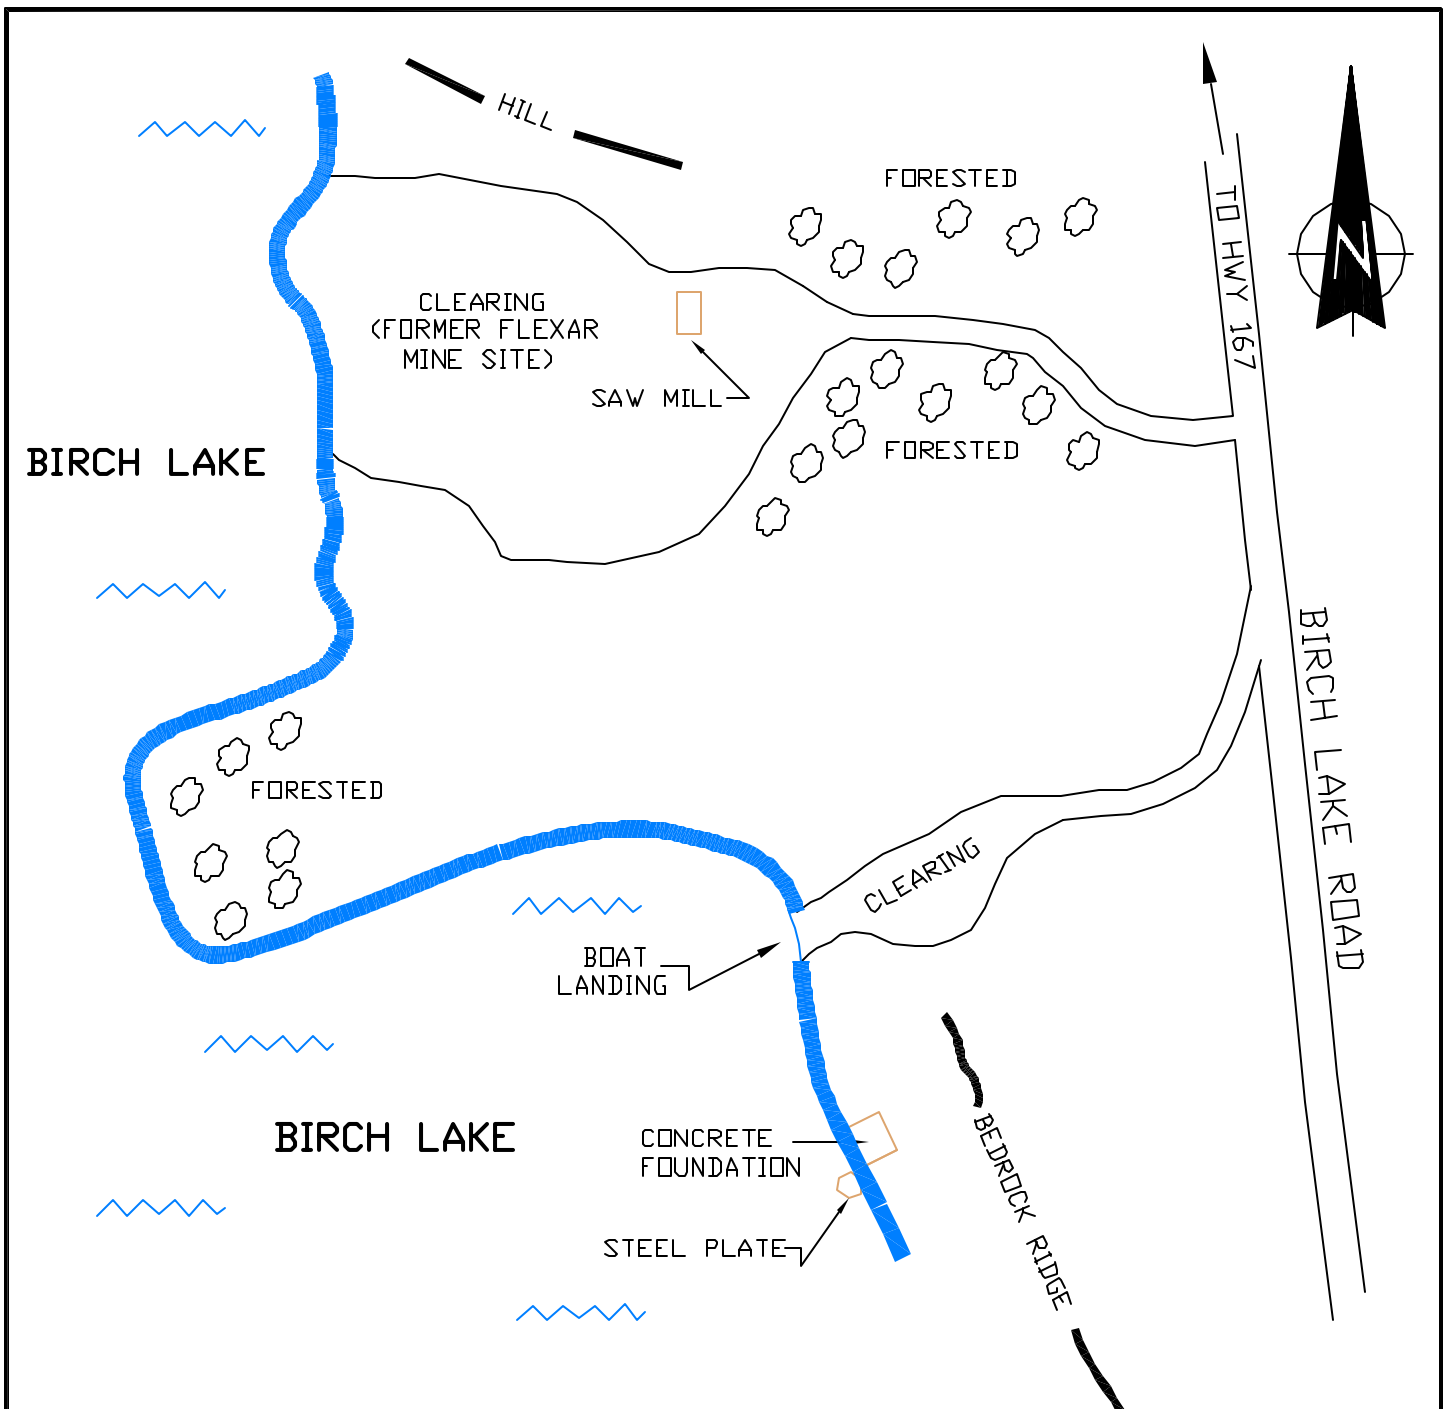 HILL
FORESTED
N
TO HWY 167
CLEARING
(FORMER FLEXAR
MINE SITE)
SAW MILL
FORESTED
BIRCH LAKE
BIRCH LAKE ROAD
FORESTED
CLEARING
BOAT
LANDING
BIRCH LAKE
CONCRETE
FOUNDATION
BEDROCK RIDGE
STEEL PLATE